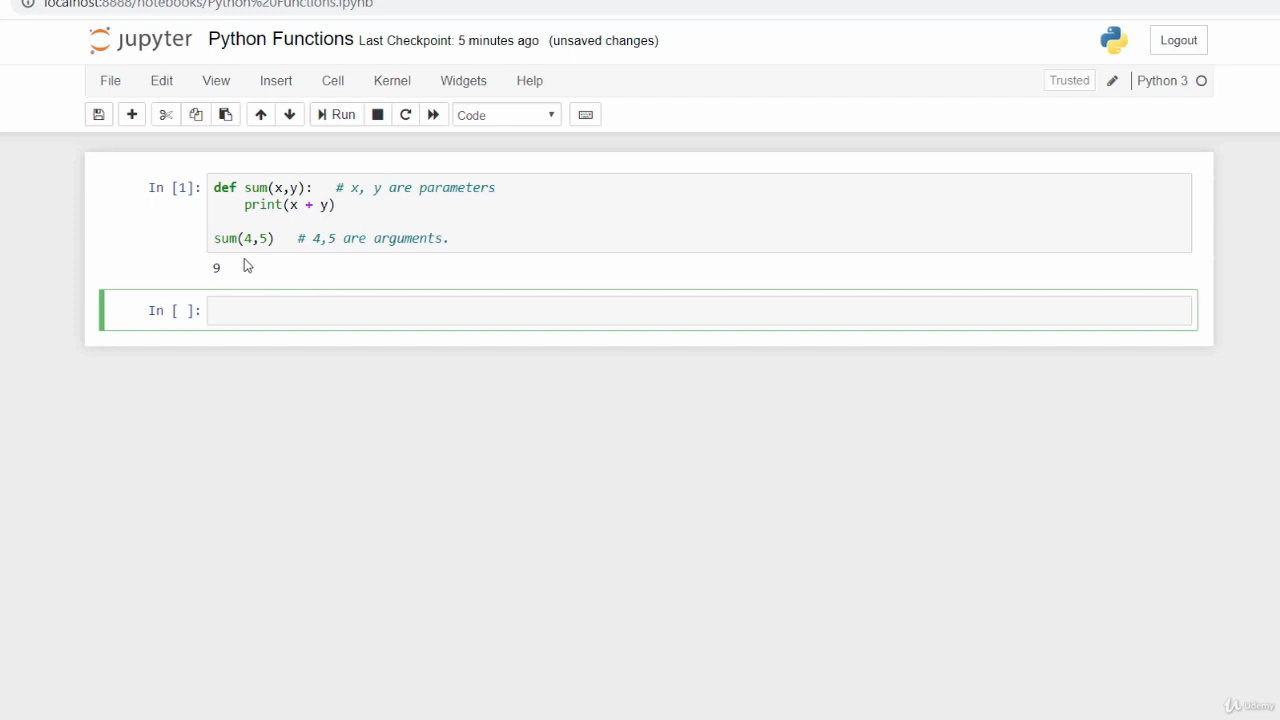 localhost:8888/notebooks/Python%20Functions.ipynb
jupyter Python Functions Last Checkpoint: 5 minutes ago (unsaved changes) Logout
File Edit View Insert Cell Kernel Widgets Help Trusted Python 3
Run Code
In [1]: def sum(x,y): # x, y are parameters
print(x + y)
sum(4,5) # 4,5 are arguments.
9
In [ ]:
Udemy